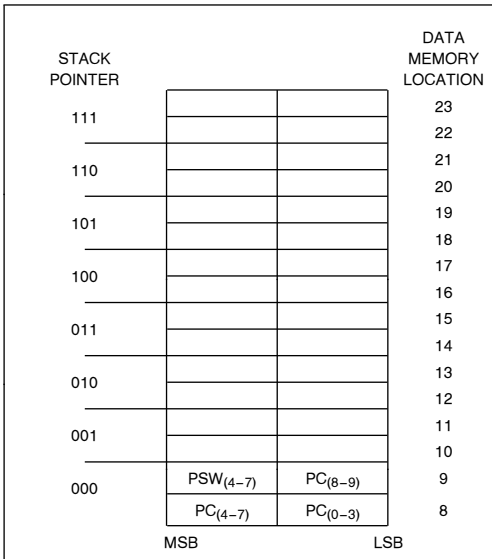 STACK
POINTER
DATA
MEMORY
LOCATION
23
111
22
21
110
20
19
101
18
17
100
16
15
011
14
13
010
12
11
001
10
000
PSW(4–7) PC(8–9) 9
PC(4–7) PC(0–3) 8
MSB LSB